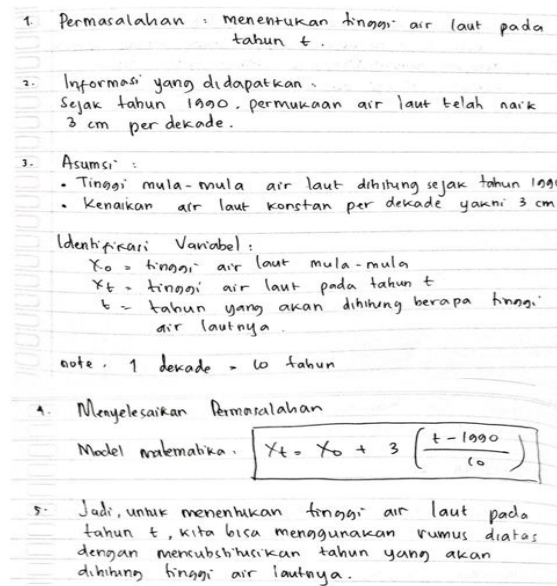 1. Permasalahan : menentukan tinggi air laut pada
tahun t.
2. Informasi yang didapatkan.
Sejak tahun 1990, permukaan air laut telah naik
3 cm per dekade.
3. Asumsi :
• Tinggi mula-mula air laut dihitung sejak tahun 199
• Kenaikan air laut konstan per dekade yakni 3 cm
Identifikasi Variabel :
X₀ = tinggi air laut mula-mula
Xt = tinggi air laut pada tahun t
t = tahun yang akan dihitung berapa tinggi
air lautnya.
note. 1 dekade = 10 tahun
4. Menyelesaikan Permasalahan
Model matematika. Xt = X₀ + 3 ( (t - 1990) / 10 )
5. Jadi, untuk menentukan tinggi air laut pada
tahun t, kita bisa menggunakan rumus diatas
dengan mensubstitusikan tahun yang akan
dihitung tinggi air lautnya.